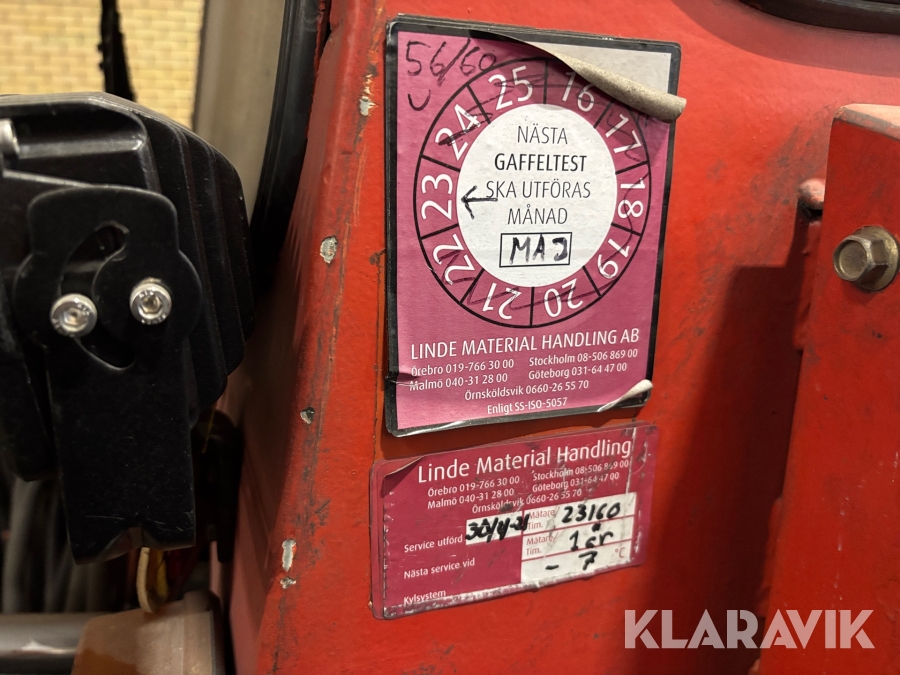 56/60
U
16 17 18 19 20 21 22 23 24 25
NÄSTA
GAFFELTEST
SKA UTFÖRAS
MÅNAD
MAJ
LINDE MATERIAL HANDLING AB
Örebro 019-766 30 00 Stockholm 08-506 869 00
Malmö 040-31 28 00 Göteborg 031-64 47 00
Örnsköldsvik 0660-26 55 70
Enligt SS-ISO-5057
Linde Material Handling
Örebro 019-766 30 00 Stockholm 08-506 869 00
Malmö 040-31 28 00 Göteborg 031-64 47 00
Örnsköldsvik 0660-26 55 70
Service utförd Mätare/Tim. 23160
Nästa service vid Mätare/Tim. 1 år
Kylsystem - 7 °C
KLARAVIK